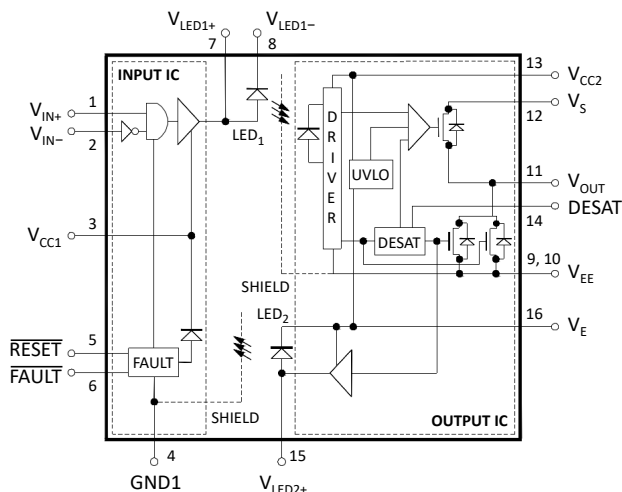 VLED1+ VLED1−
7 8
INPUT IC
13
VCC2
VIN+ 1
VS
12
VIN− 2
LED1
DRIVER
UVLO
11
VOUT
DESAT
14
3
VCC1
DESAT
9, 10
VEE
SHIELD
LED2
16
VE
5
RESET
FAULT
FAULT
6
SHIELD
OUTPUT IC
4
15
GND1
VLED2+